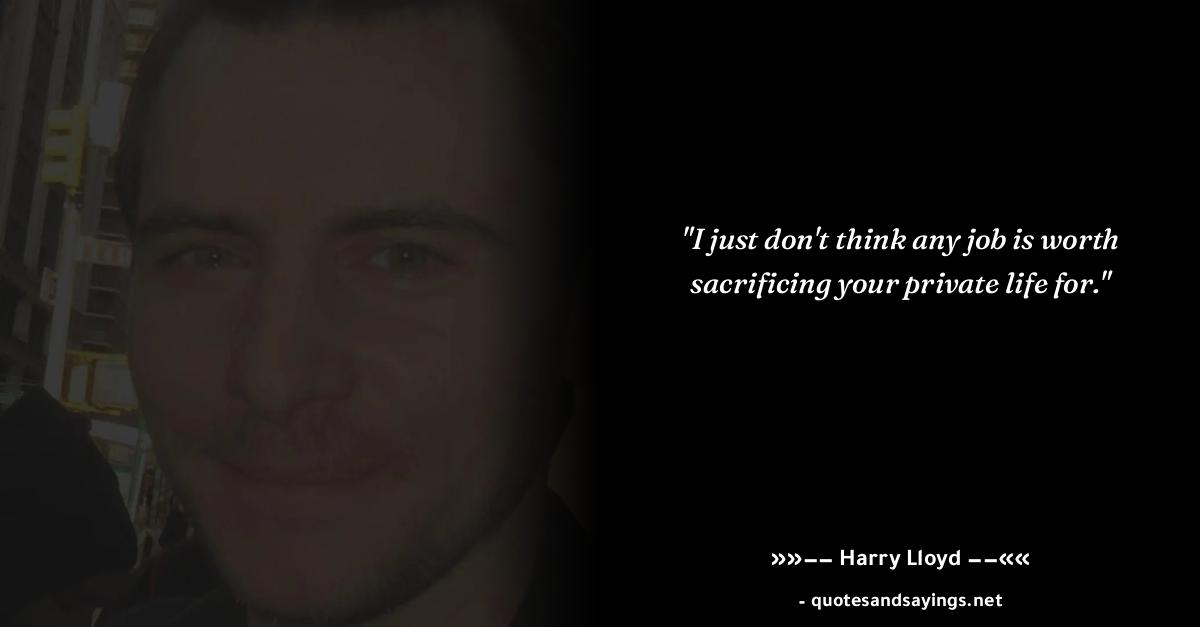 "I just don't think any job is worth
sacrificing your private life for."
»»−− Harry Lloyd −−««
- quotesandsayings.net